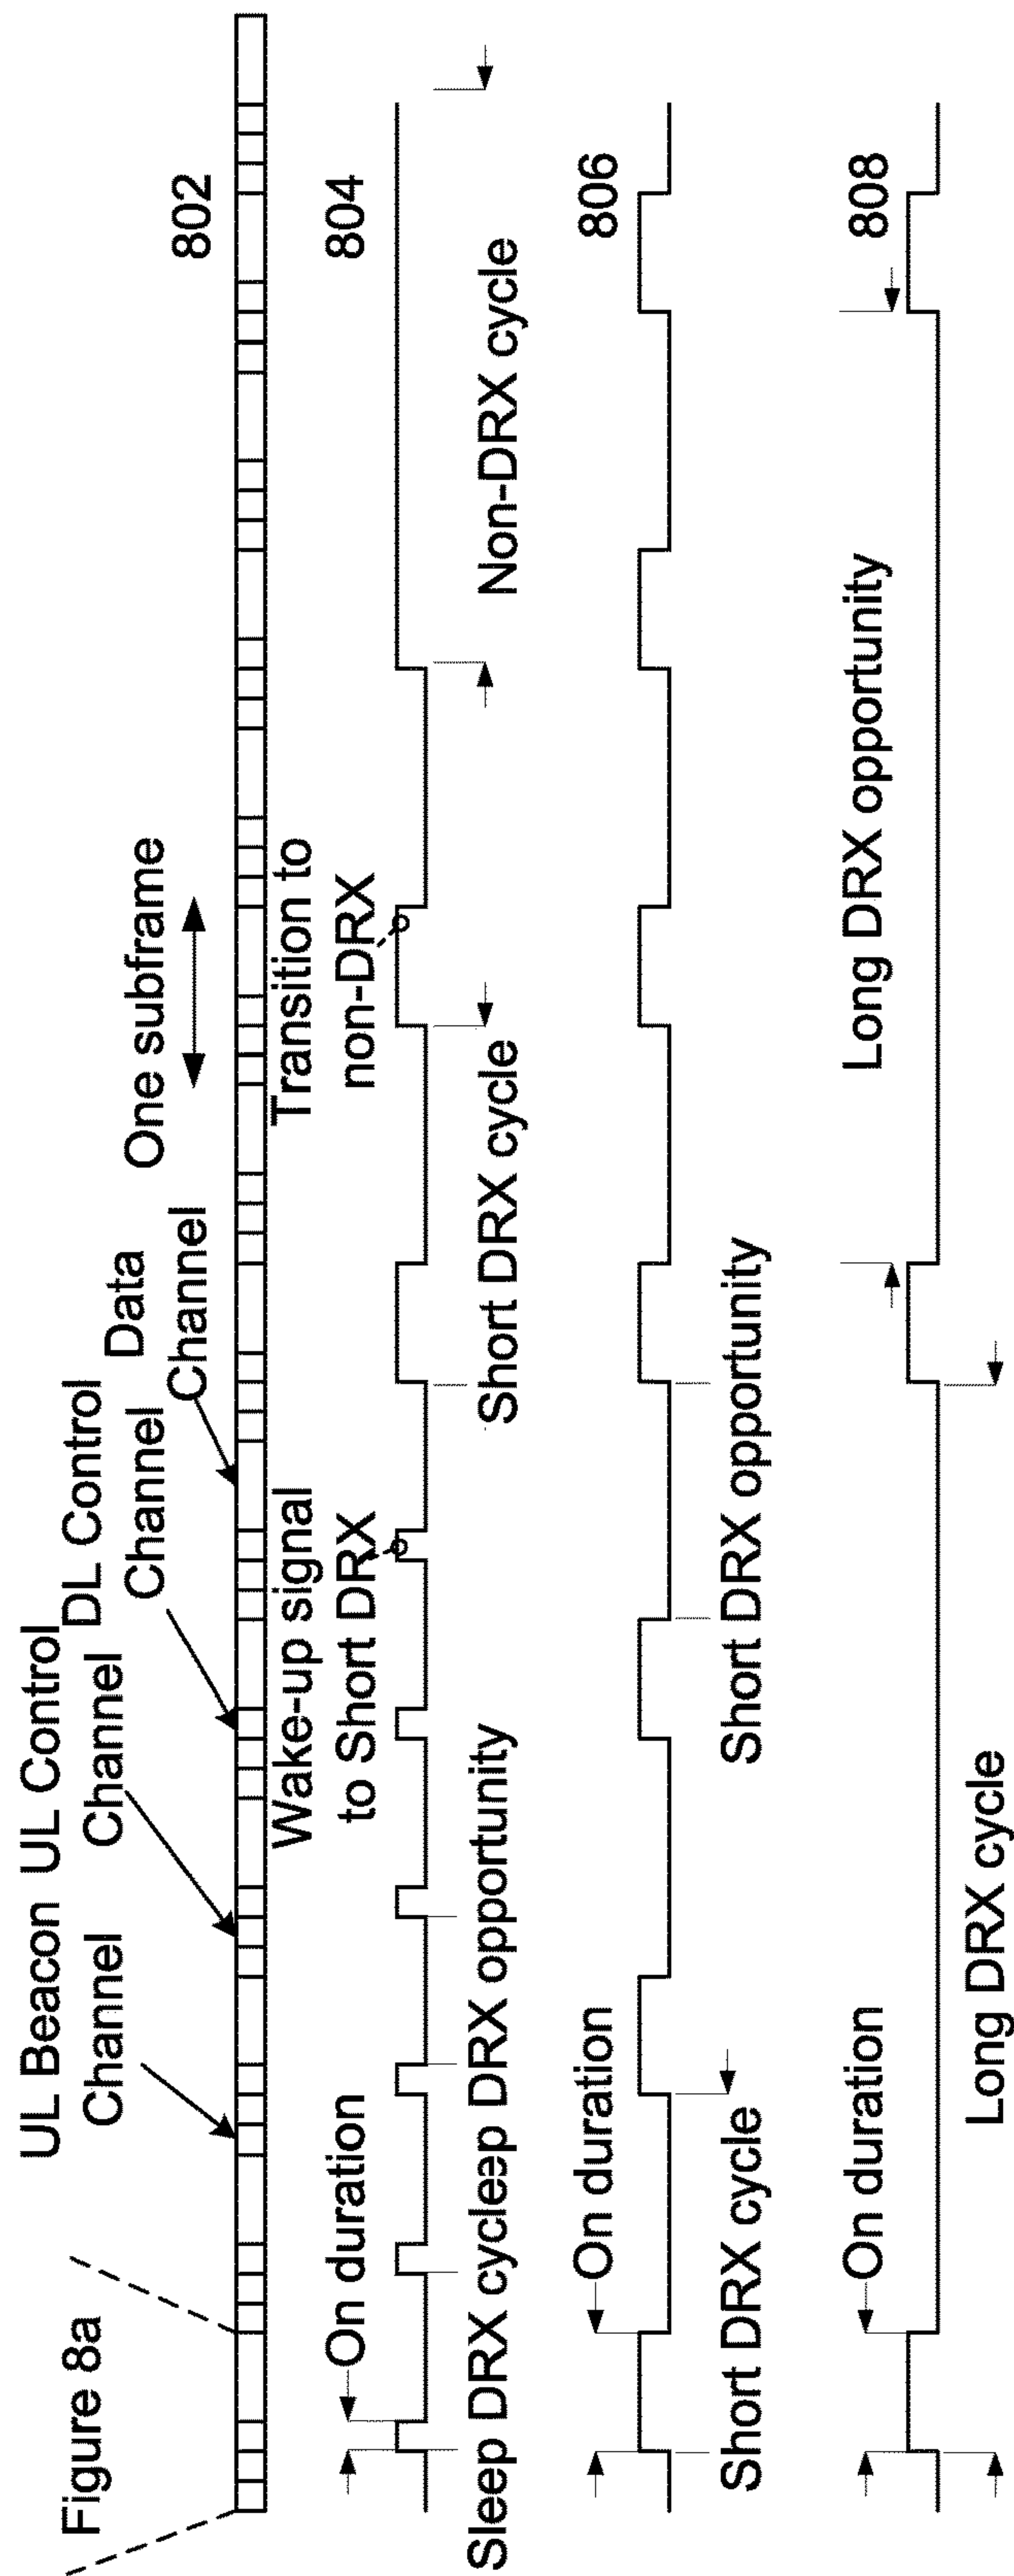 Figure 8a
UL Beacon
Channel
UL Control
Channel
DL Control
Channel
Data
Channel
One subframe
802
Wake-up signal
to Short DRX
Transition to
non-DRX
804
On duration
Sleep DRX cycleep DRX opportunity
Short DRX cycle
Non-DRX cycle
806
On duration
Short DRX cycle
Short DRX opportunity
808
On duration
Long DRX opportunity
Long DRX cycle